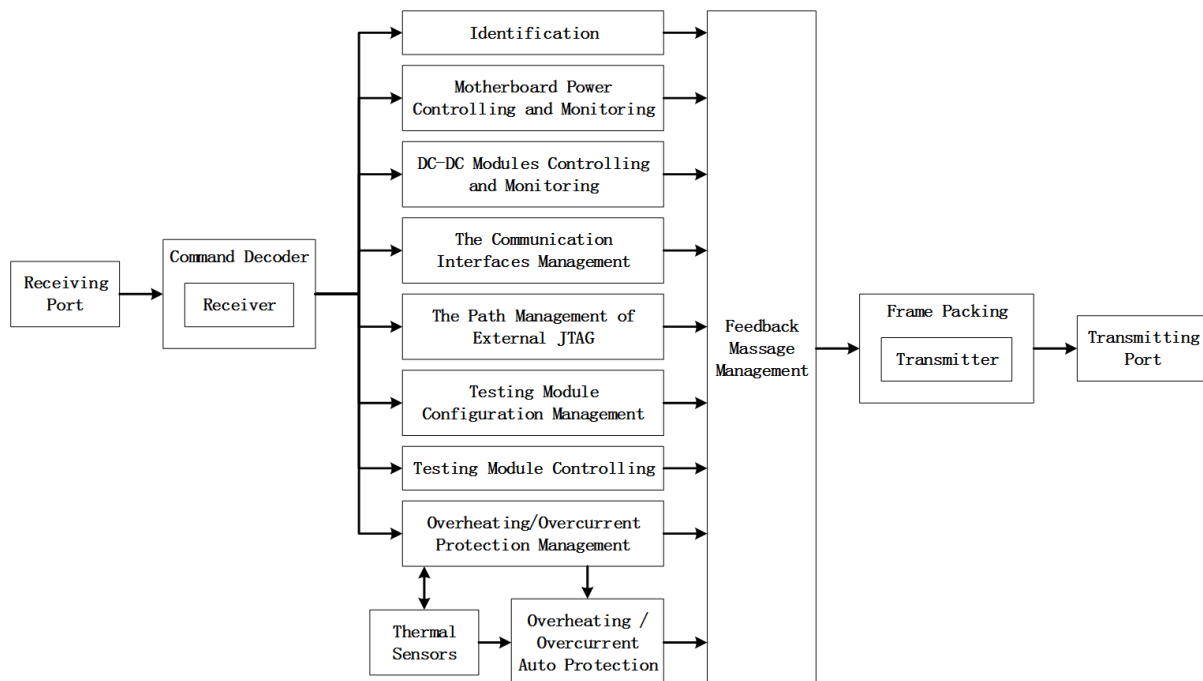 Receiving
Port
Command Decoder
Receiver
Identification
Motherboard Power
Controlling and Monitoring
DC-DC Modules Controlling
and Monitoring
The Communication
Interfaces Management
The Path Management of
External JTAG
Testing Module
Configuration Management
Testing Module Controlling
Overheating/Overcurrent
Protection Management
Thermal
Sensors
Overheating /
Overcurrent
Auto Protection
Feedback
Massage
Management
Frame Packing
Transmitter
Transmitting
Port